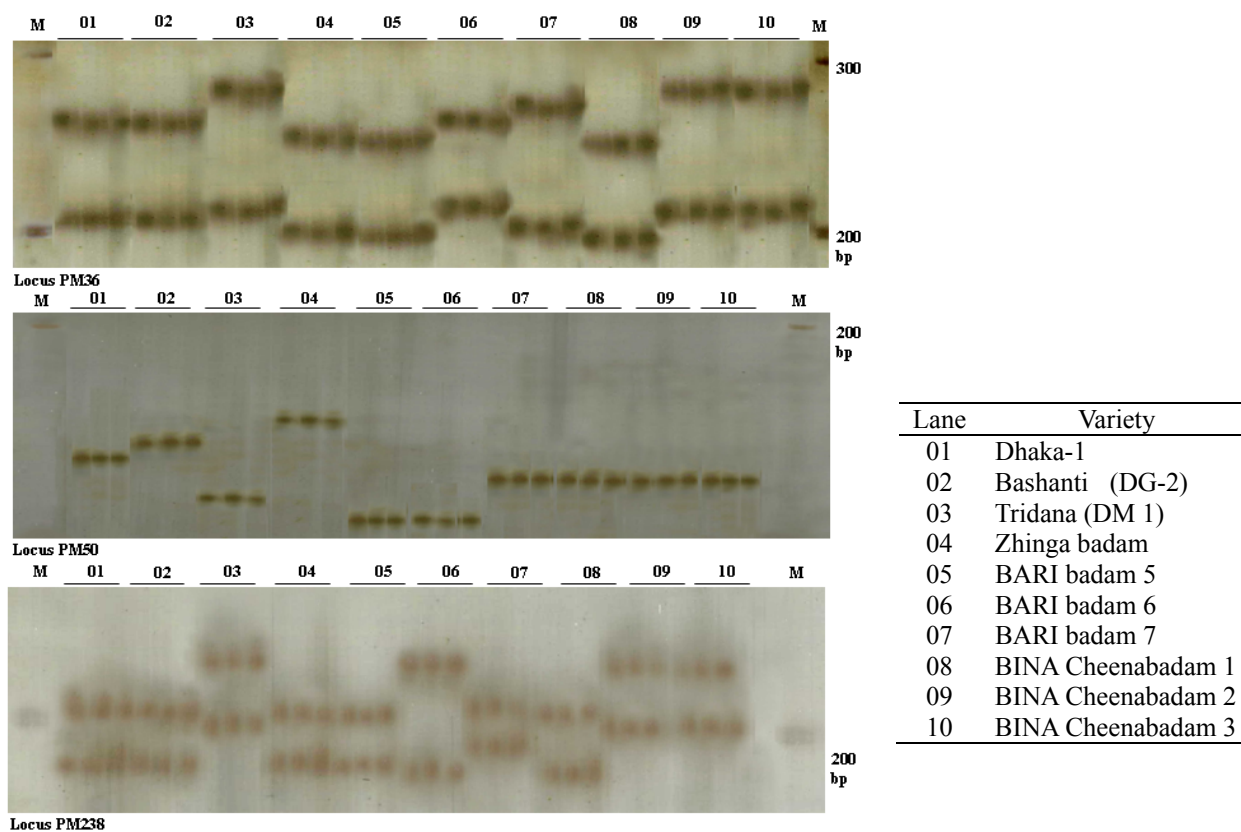 M 01 02 03 04 05 06 07 08 09 10 M
300
200
bp
Locus PM36
M 01 02 03 04 05 06 07 08 09 10 M
200
bp
Locus PM50
M 01 02 03 04 05 06 07 08 09 10 M
200
bp
Locus PM238
Lane Variety
01 Dhaka-1
02 Bashanti (DG-2)
03 Tridana (DM 1)
04 Zhinga badam
05 BARI badam 5
06 BARI badam 6
07 BARI badam 7
08 BINA Cheenabadam 1
09 BINA Cheenabadam 2
10 BINA Cheenabadam 3